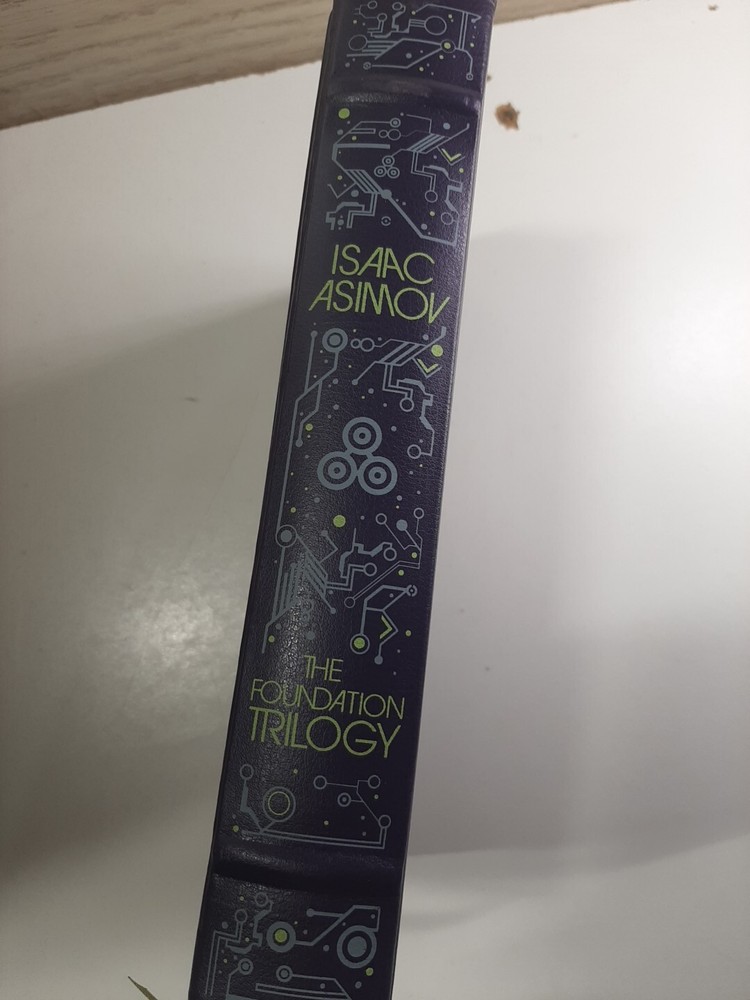 ISAAC
ASIMOV
THE
FOUNDATION
TRILOGY